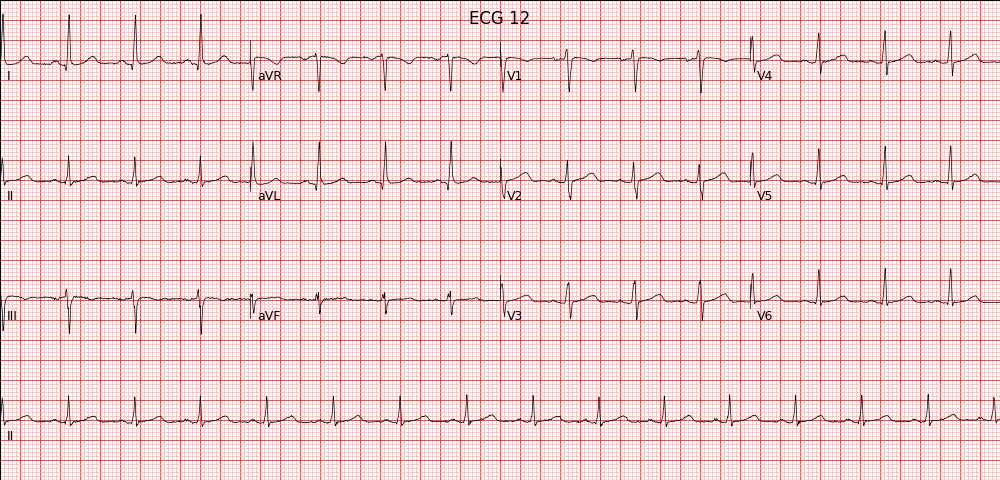 ECG 12
I aVR V1 V4
II aVL V2 V5
III aVF V3 V6
II